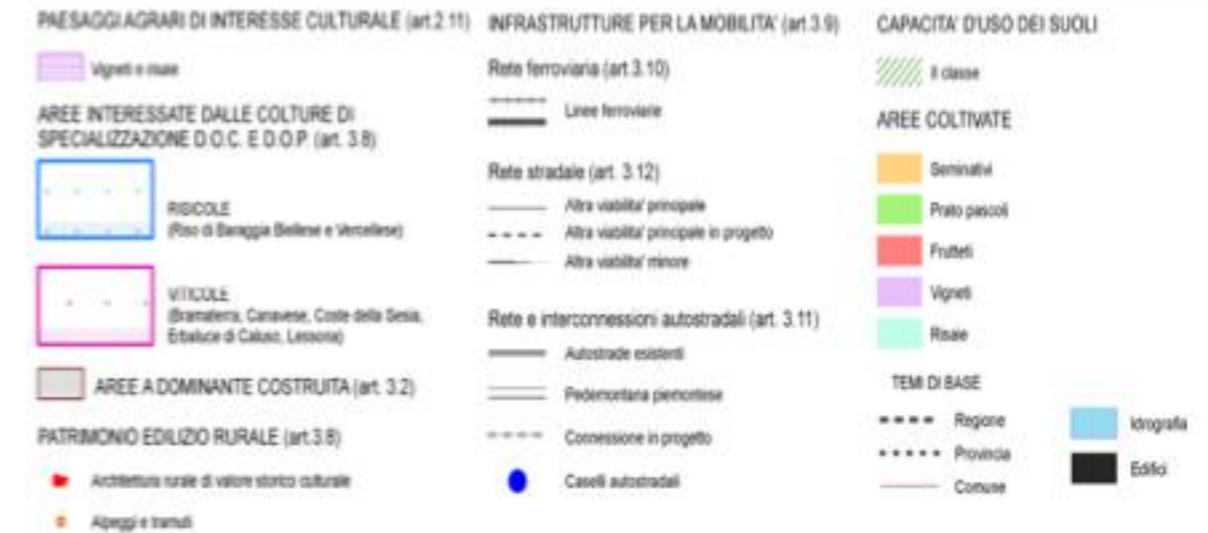 PAESAGGI AGRARI DI INTERESSE CULTURALE (art.2.11)
Vigneti e risaie
AREE INTERESSATE DALLE COLTURE DI
SPECIALIZZAZIONE D.O.C. E D.O.P. (art. 3.8)
RISICOLE
(Riso di Baraggia Biellese e Vercellese)
VITICOLE
(Bramaterra, Canavese, Coste della Sesia,
Erbaluce di Caluso, Lessona)
AREE A DOMINANTE COSTRUITA (art. 3.2)
PATRIMONIO EDILIZIO RURALE (art.3.8)
Architettura rurale di valore storico culturale
Alpeggi e tramuti
INFRASTRUTTURE PER LA MOBILITA' (art.3.9)
Rete ferroviaria (art.3.10)
Linee ferroviarie
Rete stradale (art. 3.12)
Altra viabilita' principale
Altra viabilita' principale in progetto
Altra viabilita' minore
Rete e interconnessioni autostradali (art. 3.11)
Autostrade esistenti
Pedemontana piemontese
Connessione in progetto
Caselli autostradali
CAPACITA' D'USO DEI SUOLI
II classe
AREE COLTIVATE
Seminativi
Prato pascoli
Frutteti
Vigneti
Risaie
TEMI DI BASE
Regione
Provincia
Comune
Idrografia
Edifici